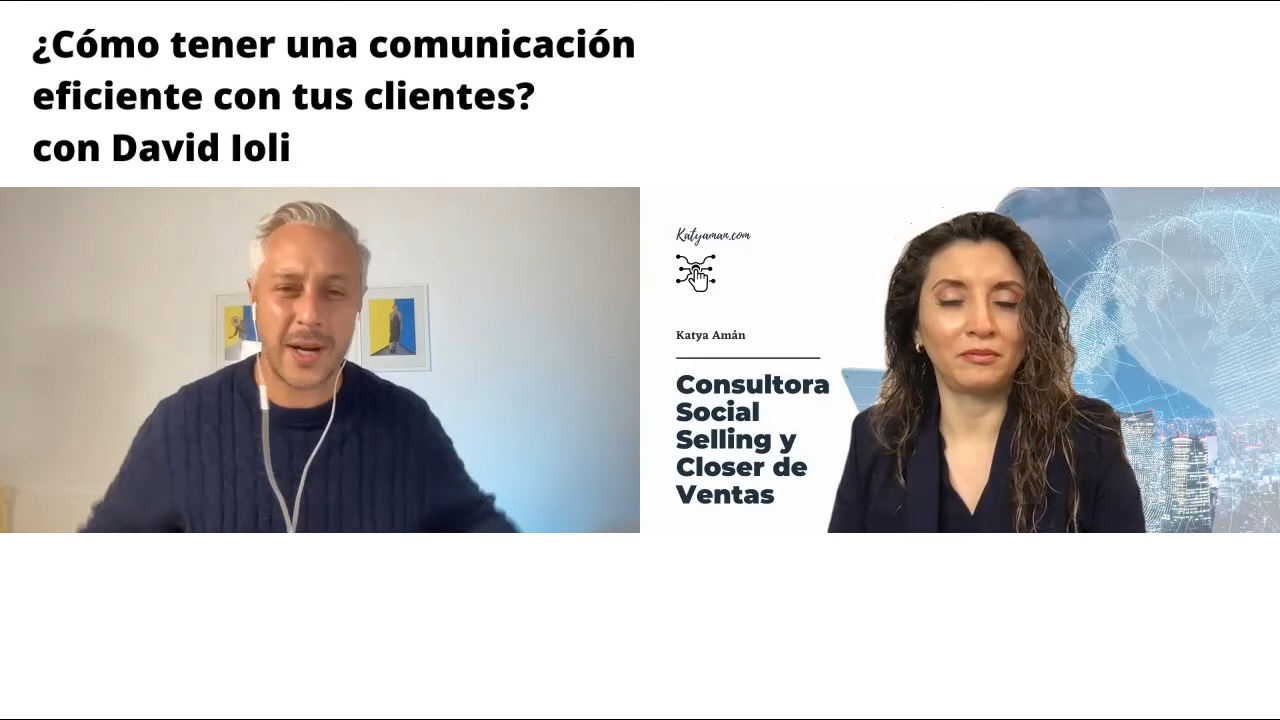 ¿Cómo tener una comunicación
eficiente con tus clientes?
con David Ioli
Katyaman.com
Katya Amán
Consultora
Social
Selling y
Closer de
Ventas